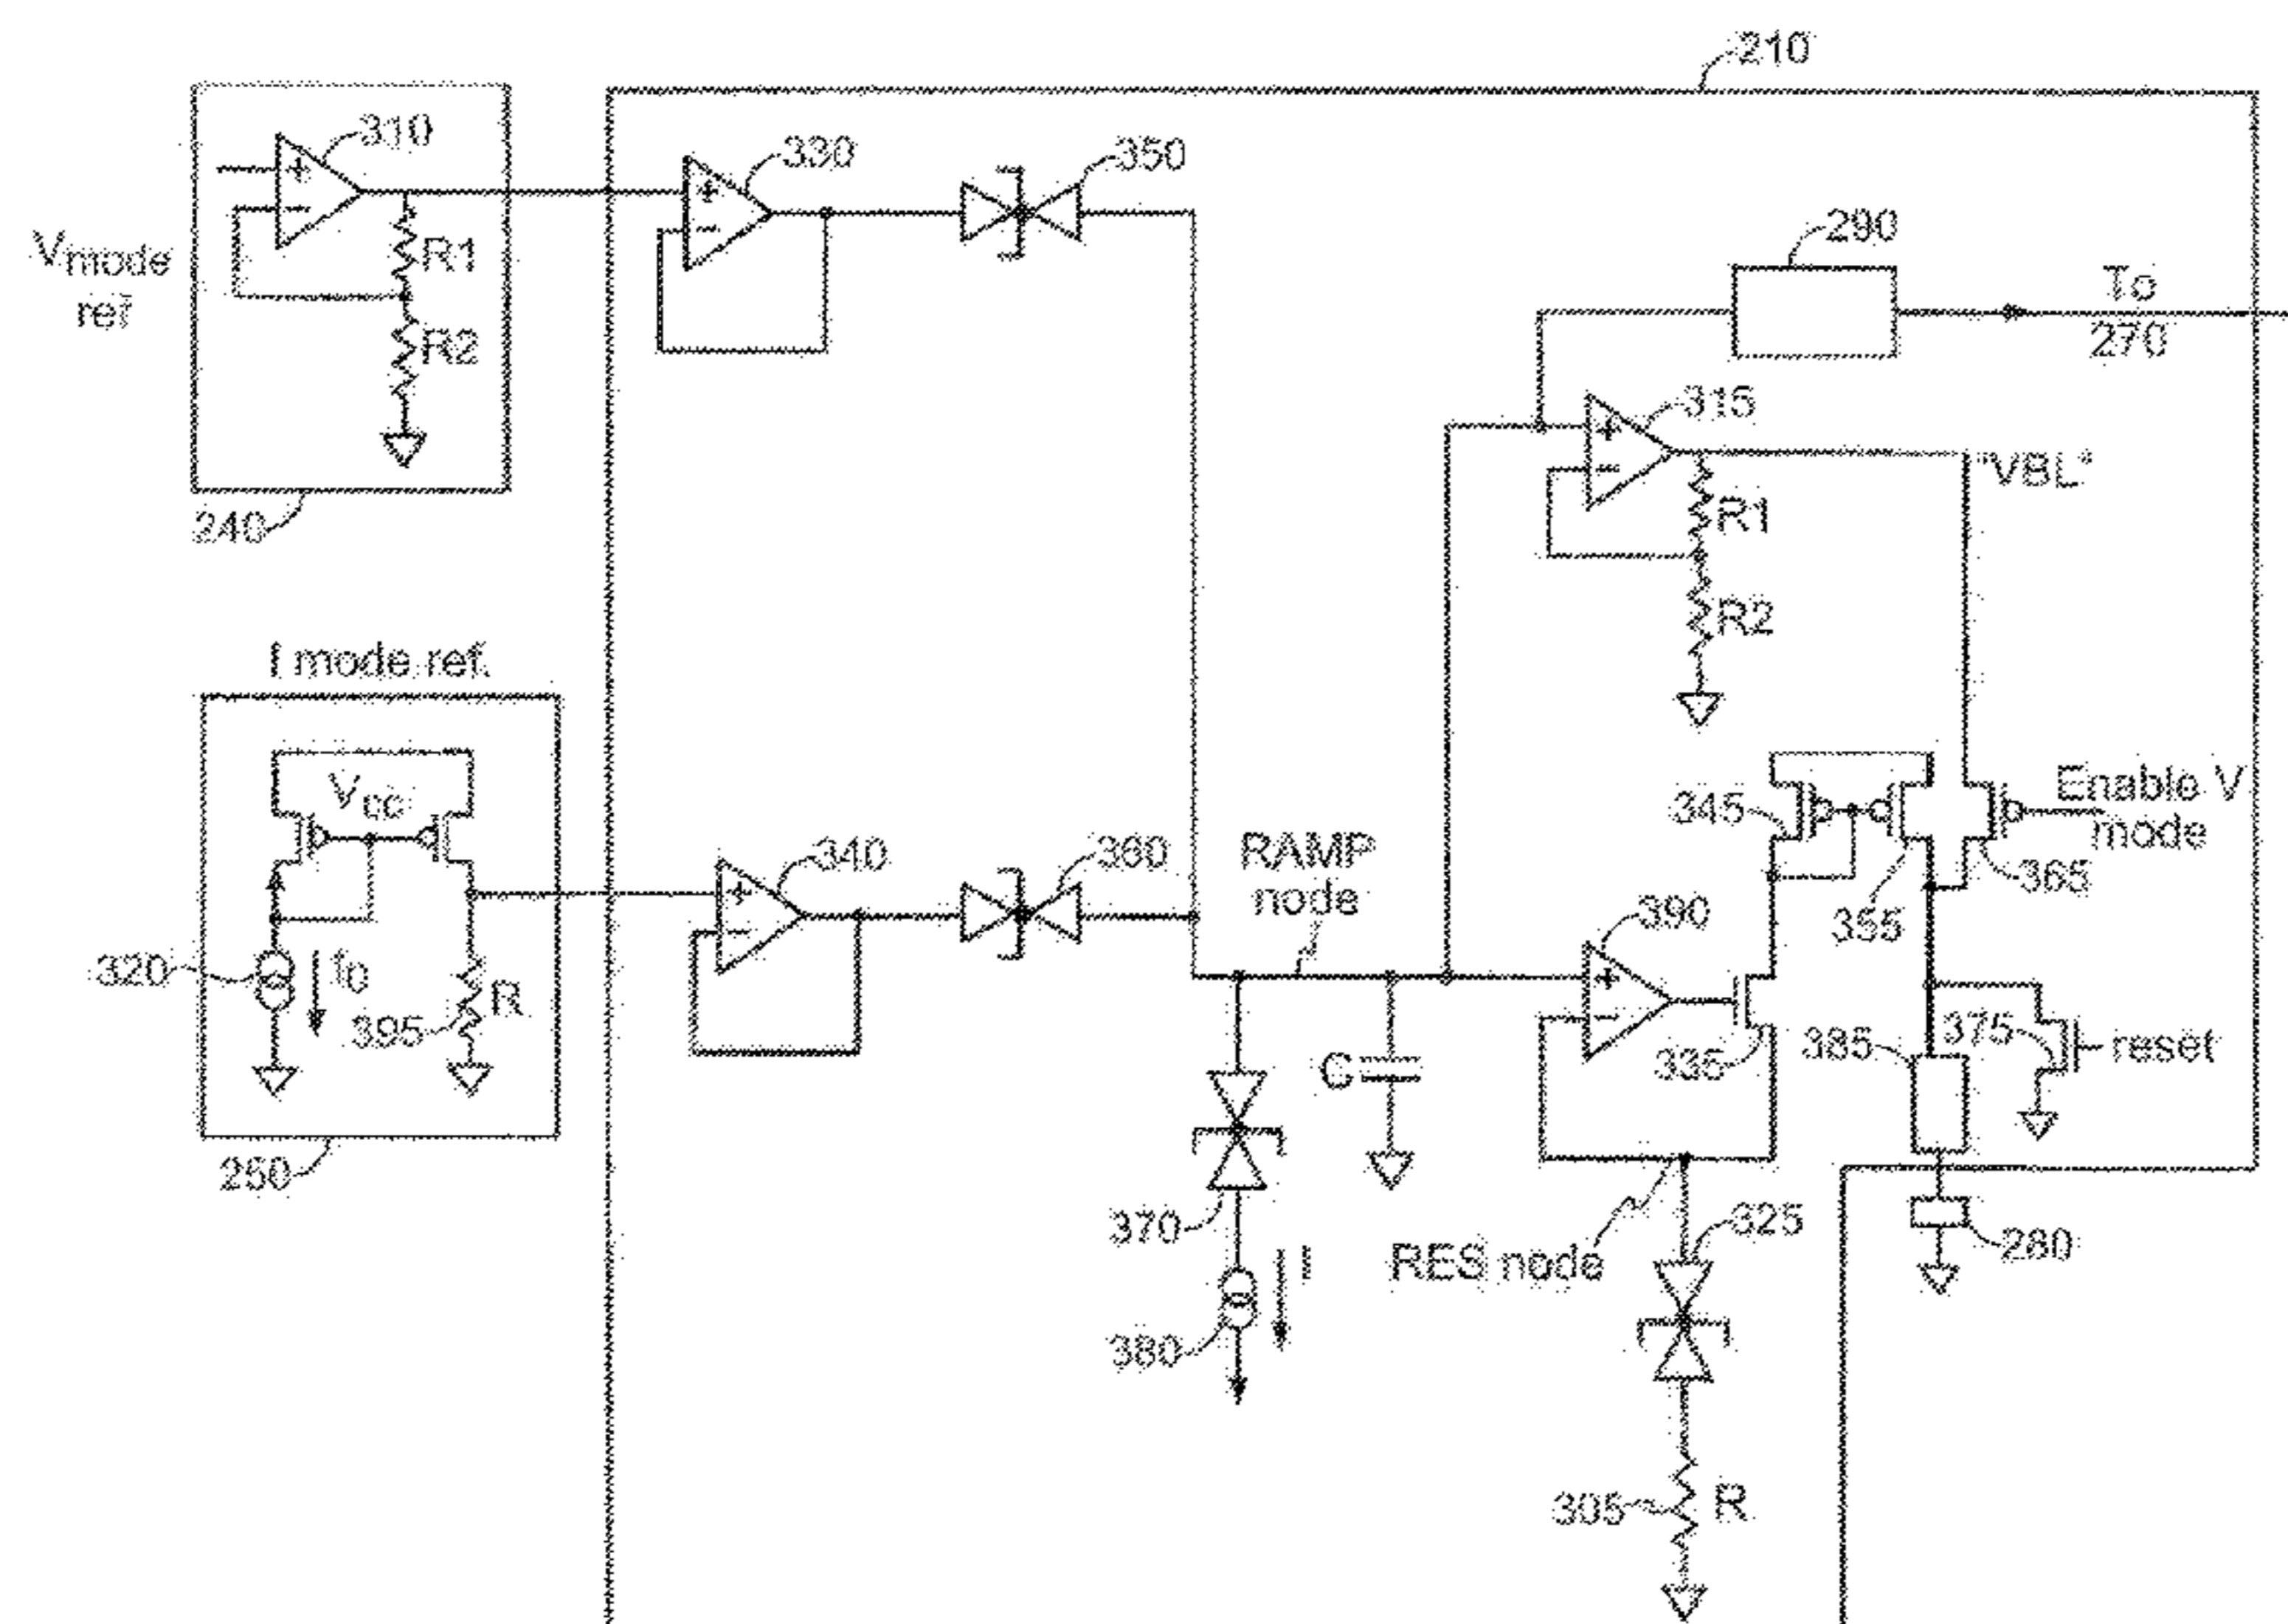 210
310
330
350
V mode
ref
R1
R2
240
290
To
270
315
"VBL"
R1
R2
I mode ref.
Vcc
320
I0
395
R
250
340
360
RAMP
node
390
345
355
365
Enable V
mode
335
385
375
reset
C
370
380
I
RES node
325
280
305
R